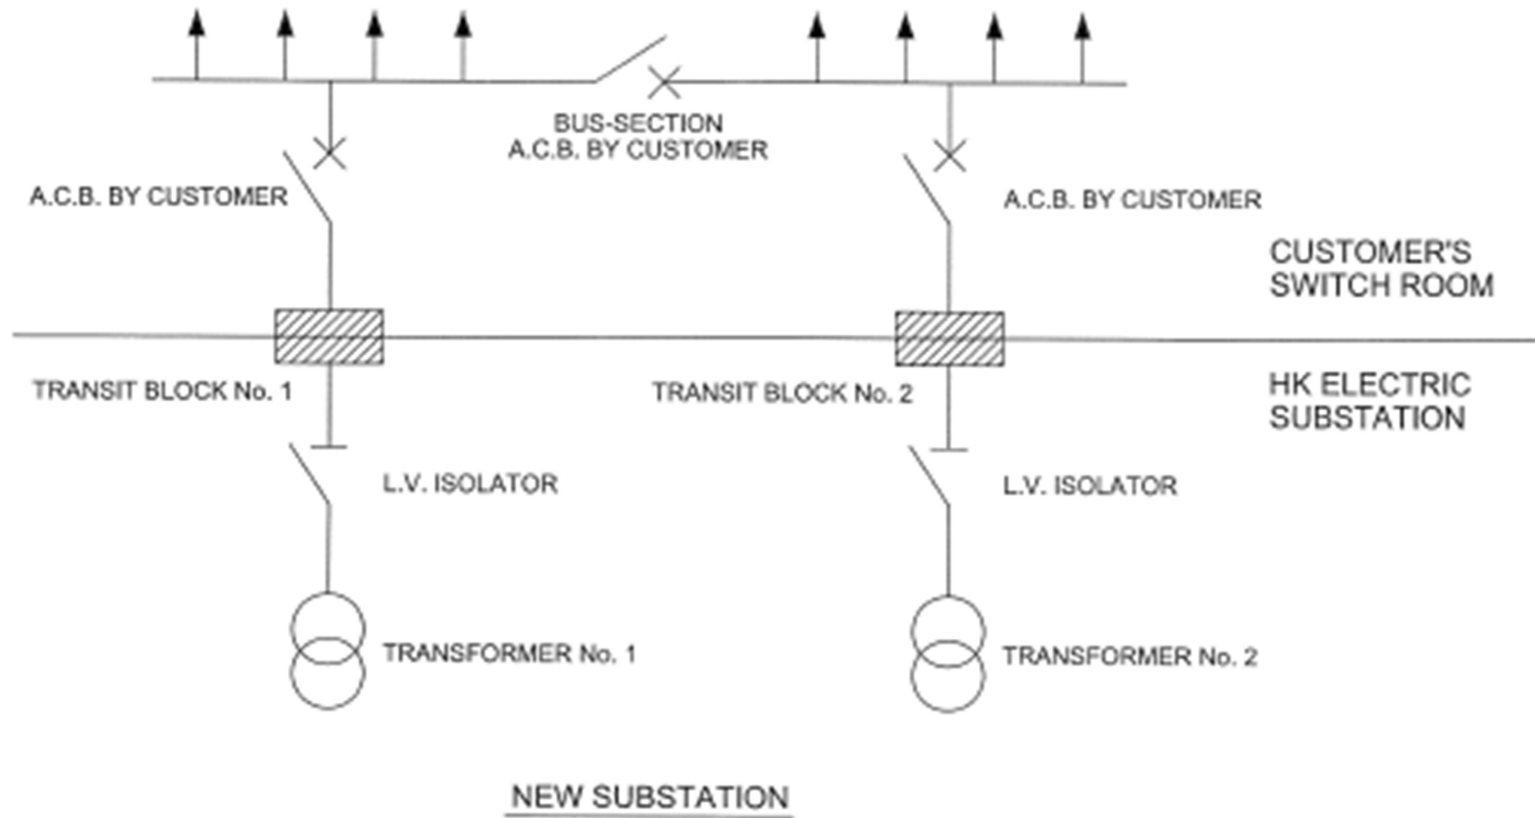 BUS-SECTION
A.C.B. BY CUSTOMER
A.C.B. BY CUSTOMER
A.C.B. BY CUSTOMER
CUSTOMER'S
SWITCH ROOM
TRANSIT BLOCK No. 1
TRANSIT BLOCK No. 2
HK ELECTRIC
SUBSTATION
L.V. ISOLATOR
L.V. ISOLATOR
TRANSFORMER No. 1
TRANSFORMER No. 2
NEW SUBSTATION